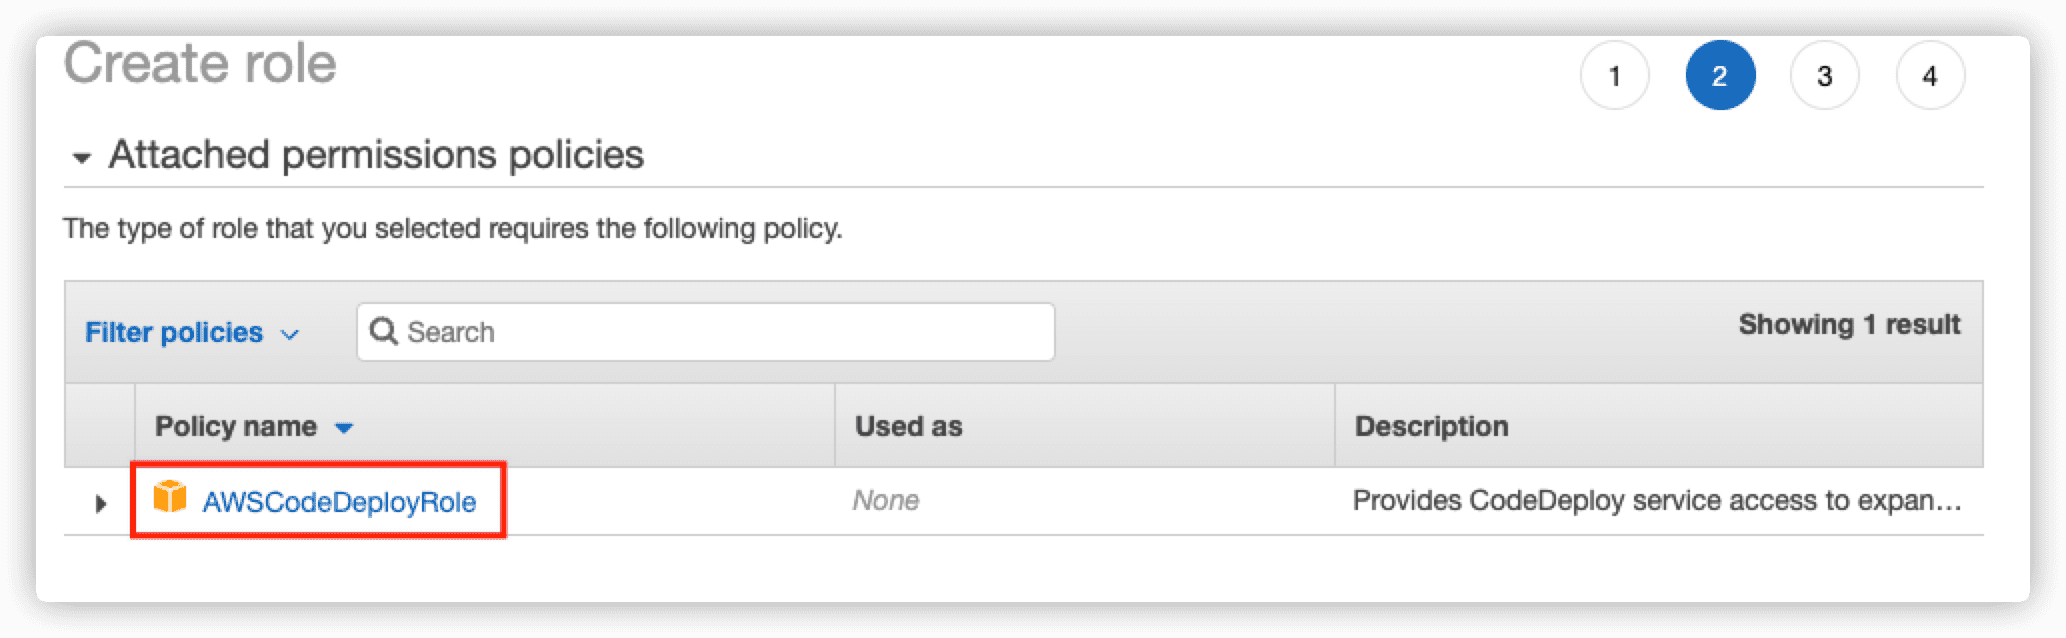 Create role
1 2 3 4
Attached permissions policies
The type of role that you selected requires the following policy.
Filter policies Search Showing 1 result
Policy name Used as Description
AWSCodeDeployRole None Provides CodeDeploy service access to expan...